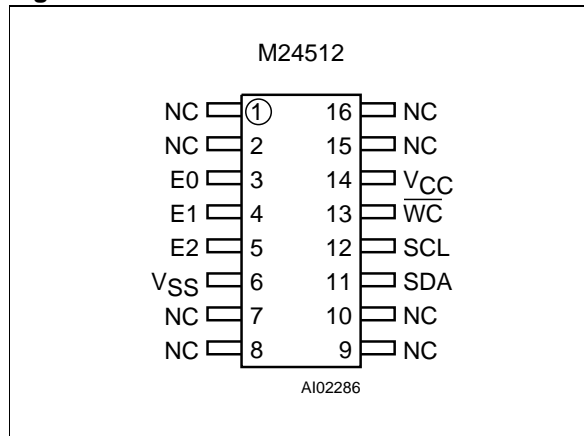 M24512
NC 1 16 NC
NC 2 15 NC
E0 3 14 VCC
E1 4 13 W̅C̅
E2 5 12 SCL
VSS 6 11 SDA
NC 7 10 NC
NC 8 9 NC
AI02286